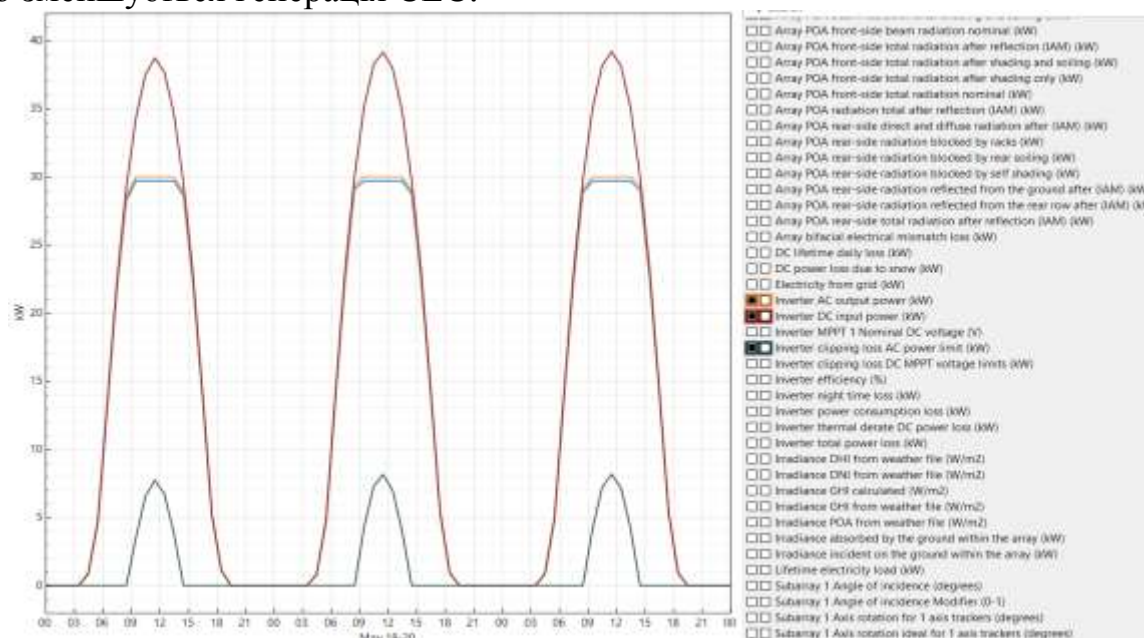 зменшується генерація СЕС.
40
35
30
25
20
15
10
5
0
kW
00 03 06 09 12 15 18 21 00 03 06 09 12 15 18 21 00 03 06 09 12 15 18 21 18
May 18-20
Array POA front-side beam radiation nominal (kW)
Array POA front-side total radiation after reflection (IAM) (kW)
Array POA front-side total radiation after shading and soiling (kW)
Array POA front-side total radiation after shading only (kW)
Array POA front-side total radiation nominal (kW)
Array POA radiation total after reflection (IAM) (kW)
Array POA rear-side direct and diffuse radiation after (IAM) (kW)
Array POA rear-side radiation blocked by racks (kW)
Array POA rear-side radiation blocked by rear soiling (kW)
Array POA rear-side radiation blocked by self shading (kW)
Array POA rear-side radiation reflected from the ground after (IAM) (kW
Array POA rear-side radiation reflected from the rear row after (IAM) (k
Array POA rear-side total radiation after reflection (IAM) (kW)
Array bifacial electrical mismatch loss (kW)
DC lifetime daily loss (kW)
DC power loss due to snow (kW)
Electricity from grid (kW)
Inverter AC output power (kW)
Inverter DC input power (kW)
Inverter MPPT 1 Nominal DC voltage (V)
Inverter clipping loss AC power limit (kW)
Inverter clipping loss DC MPPT voltage limits (kW)
Inverter efficiency (%)
Inverter night time loss (kW)
Inverter power consumption loss (kW)
Inverter thermal derate DC power loss (kW)
Inverter total power loss (kW)
Irradiance DHI from weather file (W/m2)
Irradiance DNI from weather file (W/m2)
Irradiance GHI calculated (W/m2)
Irradiance GHI from weather file (W/m2)
Irradiance POA from weather file (W/m2)
Irradiance absorbed by the ground within the array (kW)
Irradiance incident on the ground within the array (kW)
Lifetime electricity load (kW)
Subarray 1 Angle of incidence (degrees)
Subarray 1 Angle of incidence Modifier (0-1)
Subarray 1 Axis rotation for 1 axis trackers (degrees)
Subarray 1 Axis rotation ideal for 1 axis trackers (degrees)